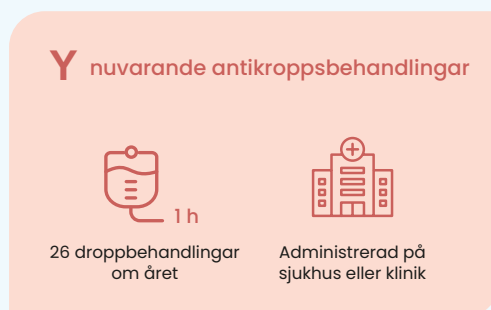 Y nuvarande antikroppsbehandlingar
1 h
26 droppbehandlingar
om året
Administrerad på
sjukhus eller klinik